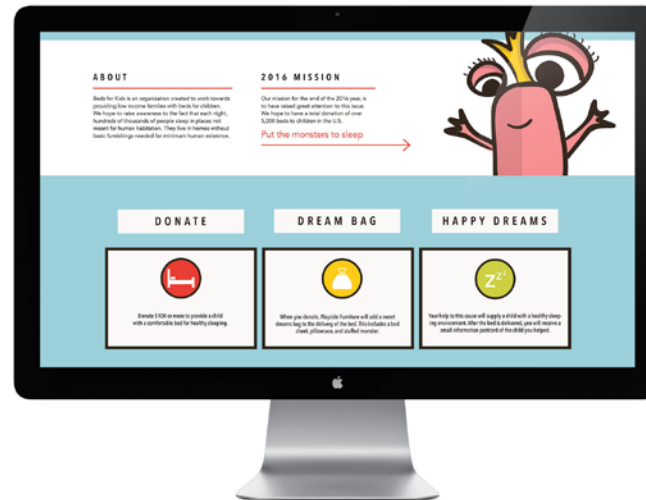 ABOUT
Beds for Kids is an organization created to work towards
providing low income families with beds for children.
We hope to raise awareness to the fact that each night,
hundreds of thousands of people sleep in places not
meant for human habitation. They live in homes without
basic furnishings needed for minimum human existence.
2016 MISSION
Our mission for the end of the 2016 year, is
to have raised great attention to this issue.
We hope to have a total donation of over
5,000 beds to children in the U.S.
Put the monsters to sleep
DONATE
Donate $100 or more to provide a child
with a comfortable bed for healthy sleeping.
DREAM BAG
When you donate, Wayside Furniture will add a sweet
dreams bag to the delivery of the bed. This includes a bed
sheet, pillowcase, and stuffed monster.
HAPPY DREAMS
zzz
Your help to this cause will supply a child with a healthy sleep-
ing environment. After the bed is delivered, you will receive a
small information postcard of the child you helped.